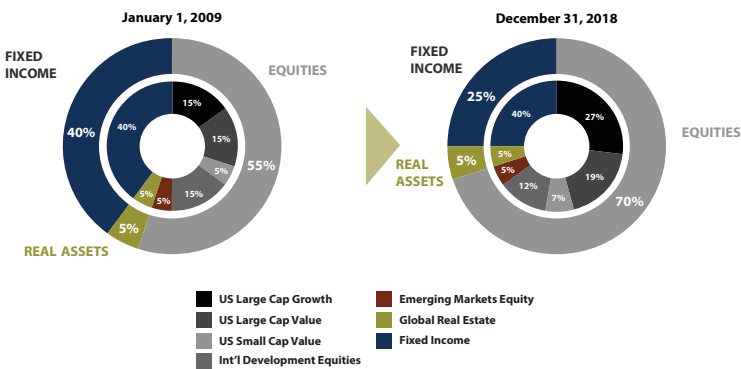 January 1, 2009
FIXED
INCOME
EQUITIES
15%
40%
40%
15%
5%
55%
5%
5%
15%
5%
REAL ASSETS
December 31, 2018
FIXED
INCOME
25%
40%
27%
EQUITIES
5%
5%
REAL
ASSETS
5%
12%
7%
19%
70%
US Large Cap Growth
US Large Cap Value
US Small Cap Value
Int'l Development Equities
Emerging Markets Equity
Global Real Estate
Fixed Income